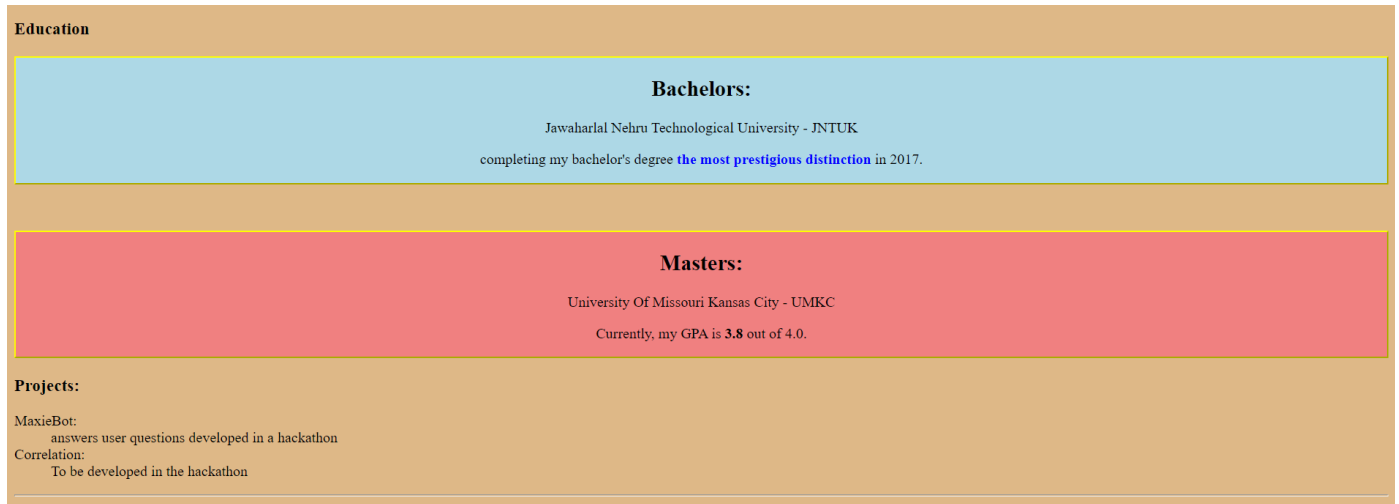 Education
Bachelors:
Jawaharlal Nehru Technological University - JNTUK
completing my bachelor's degree the most prestigious distinction in 2017.
Masters:
University Of Missouri Kansas City - UMKC
Currently, my GPA is 3.8 out of 4.0.
Projects:
MaxieBot:
answers user questions developed in a hackathon
Correlation:
To be developed in the hackathon